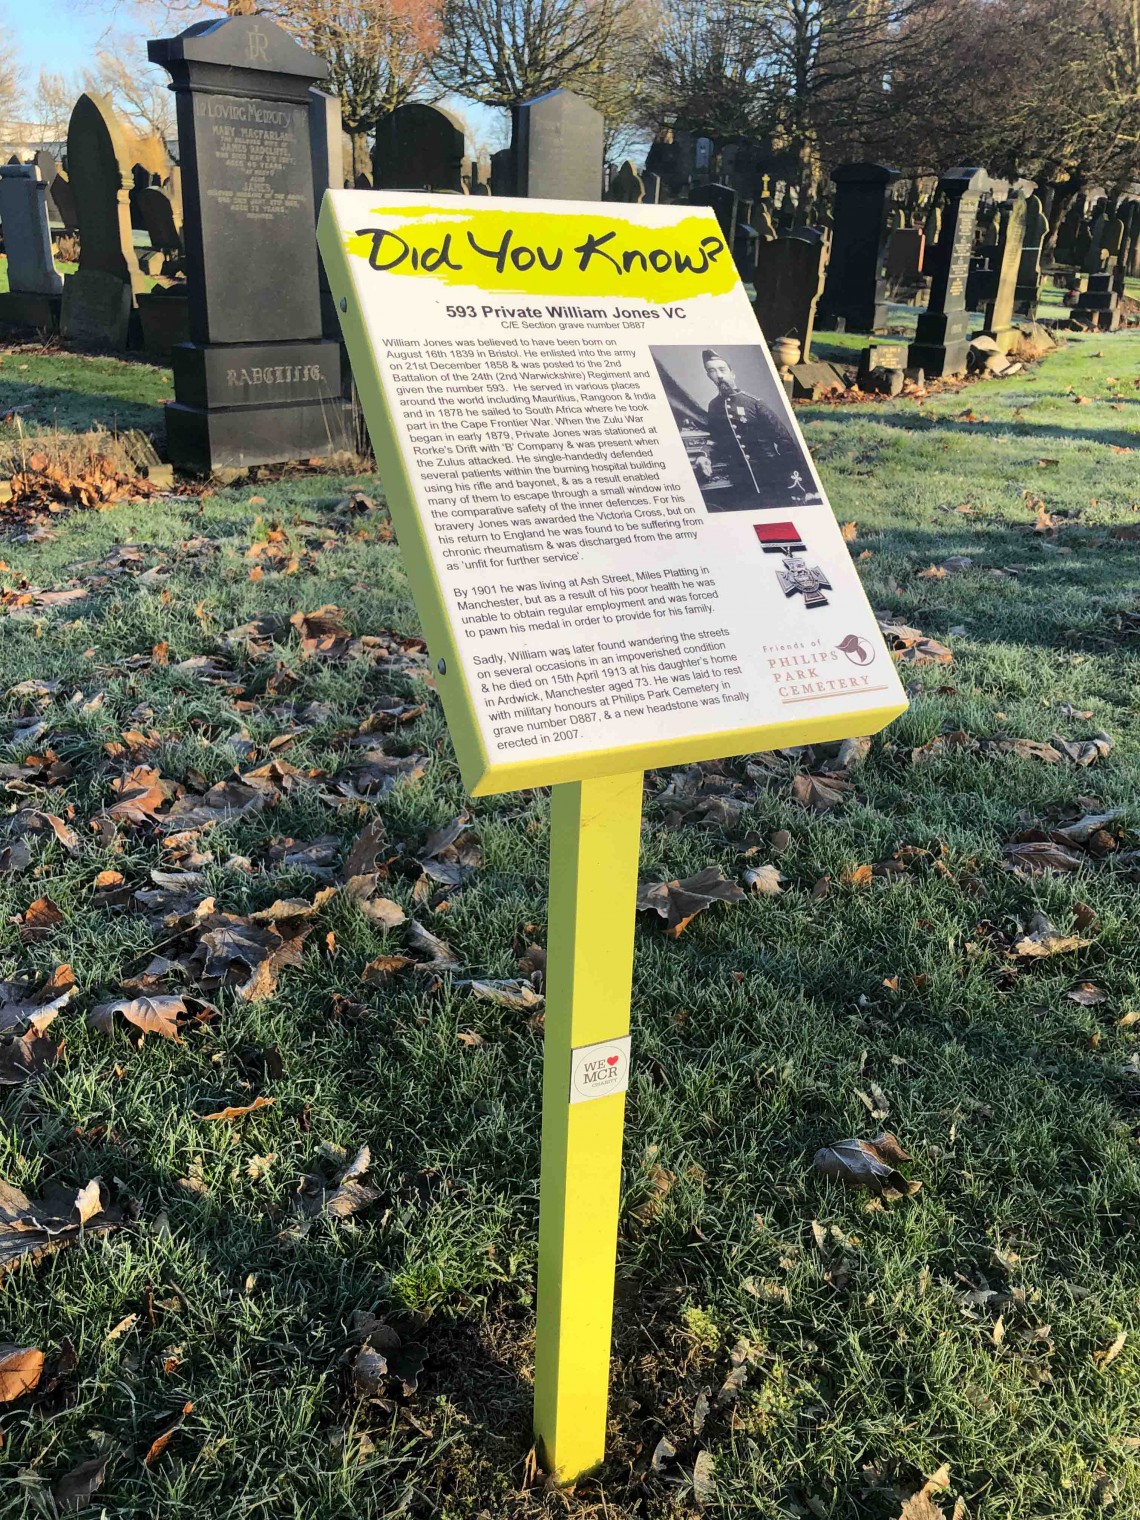 JR
In Loving Memory OF
MARY MACFARLANE
THE BELOVED WIFE OF
JAMES RADCLIFFE
ALSO
JAMES,
RADCLIFFE.
Did You Know?
593 Private William Jones VC
C/E Section grave number D887
William Jones was believed to have been born on
August 16th 1839 in Bristol. He enlisted into the army
on 21st December 1858 & was posted to the 2nd
Battalion of the 24th (2nd Warwickshire) Regiment and
given the number 593. He served in various places
around the world including Mauritius, Rangoon & India
and in 1878 he sailed to South Africa where he took
part in the Cape Frontier War. When the Zulu War
began in early 1879, Private Jones was stationed at
Rorke's Drift with 'B' Company & was present when
the Zulus attacked. He single-handedly defended
several patients within the burning hospital building
using his rifle and bayonet, & as a result enabled
many of them to escape through a small window into
the comparative safety of the inner defences. For his
bravery Jones was awarded the Victoria Cross, but on
his return to England he was found to be suffering from
chronic rheumatism & was discharged from the army
as 'unfit for further service'.
By 1901 he was living at Ash Street, Miles Platting in
Manchester, but as a result of his poor health he was
unable to obtain regular employment and was forced
to pawn his medal in order to provide for his family.
Sadly, William was later found wandering the streets
on several occasions in an impoverished condition
& he died on 15th April 1913 at his daughter's home
in Ardwick, Manchester aged 73. He was laid to rest
with military honours at Philips Park Cemetery in
grave number D887, & a new headstone was finally
erected in 2007.
Friends of
PHILIPS
PARK
CEMETERY
WE
MCR
CHARITY